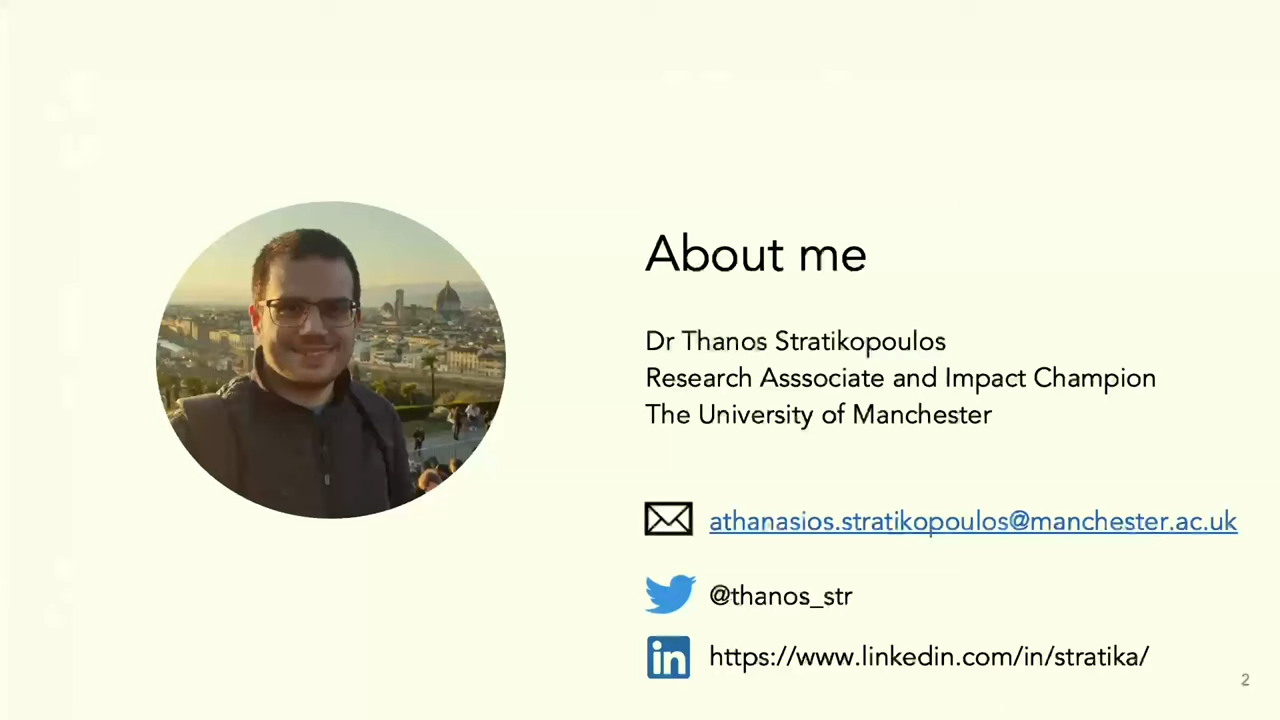 About me
Dr Thanos Stratikopoulos
Research Asssociate and Impact Champion
The University of Manchester
athanasios.stratikopoulos@manchester.ac.uk
@thanos_str
in https://www.linkedin.com/in/stratika/
2